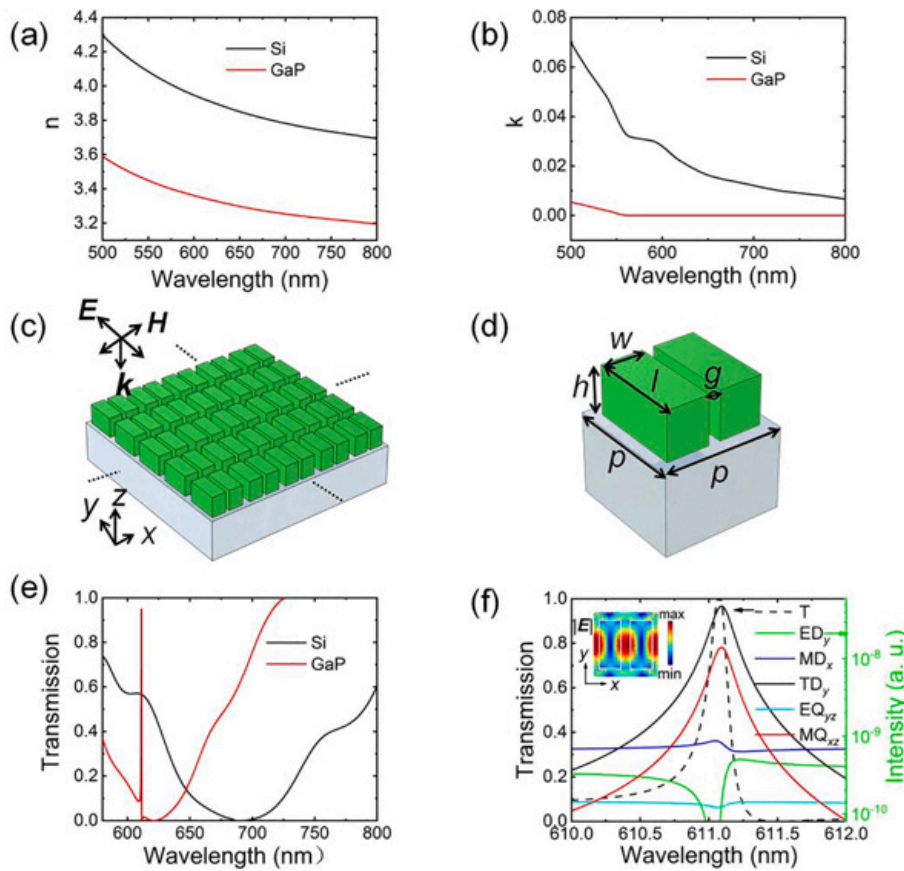 (a)
4.4
4.2
4.0
3.8
3.6
3.4
3.2
n
Si
GaP
500 550 600 650 700 750 800
Wavelength (nm)
(b)
0.08
0.06
0.04
0.02
0.00
k
Si
GaP
500 600 700 800
Wavelength (nm)
(c)
E
H
k
y
z
x
(d)
w
l
g
h
p
p
(e)
1.0
0.8
0.6
0.4
0.2
0.0
Transmission
Si
GaP
600 650 700 750 800
Wavelength (nm）
(f)
1.0
0.8
0.6
0.4
0.2
0.0
Transmission
|E|
y
x
max
min
T
EDy
MDx
TDy
EQyz
MQxz
10⁻⁸
10⁻⁹
10⁻¹⁰
Intensity (a. u.)
610.0 610.5 611.0 611.5 612.0
Wavelength (nm)